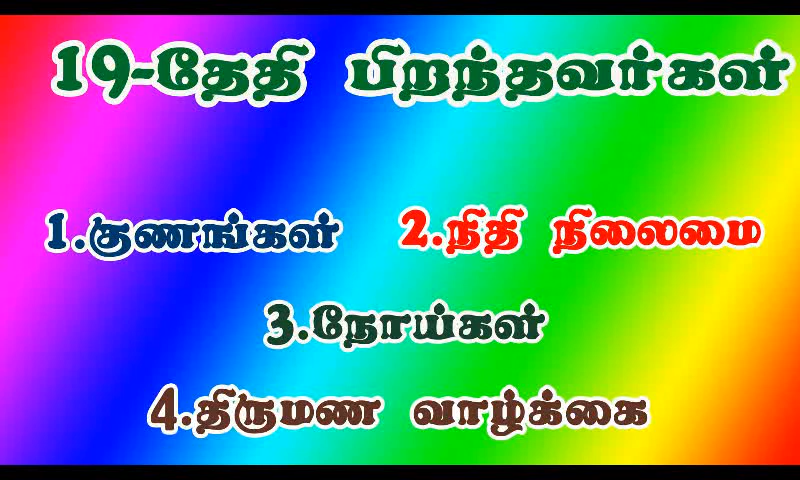 19-தேதி பிறந்தவர்கள்
1.குணங்கள் 2.நிதி நிலைமை
3.நோய்கள்
4.திருமண வாழ்க்கை